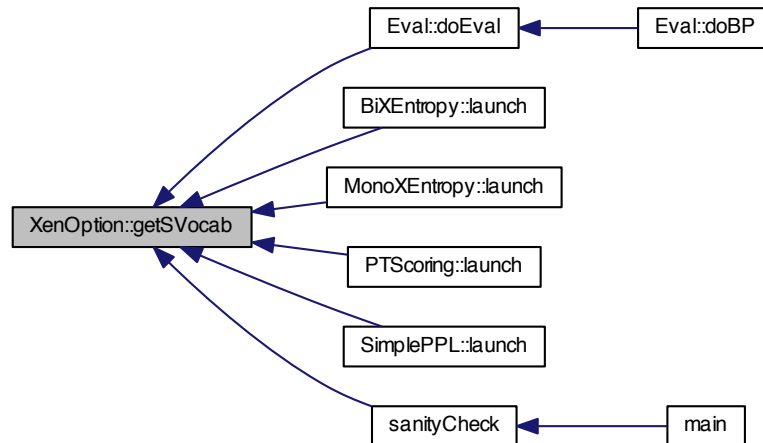 Eval::doEval
Eval::doBP
BiXEntropy::launch
MonoXEntropy::launch
XenOption::getSVocab
PTScoring::launch
SimplePPL::launch
sanityCheck
main